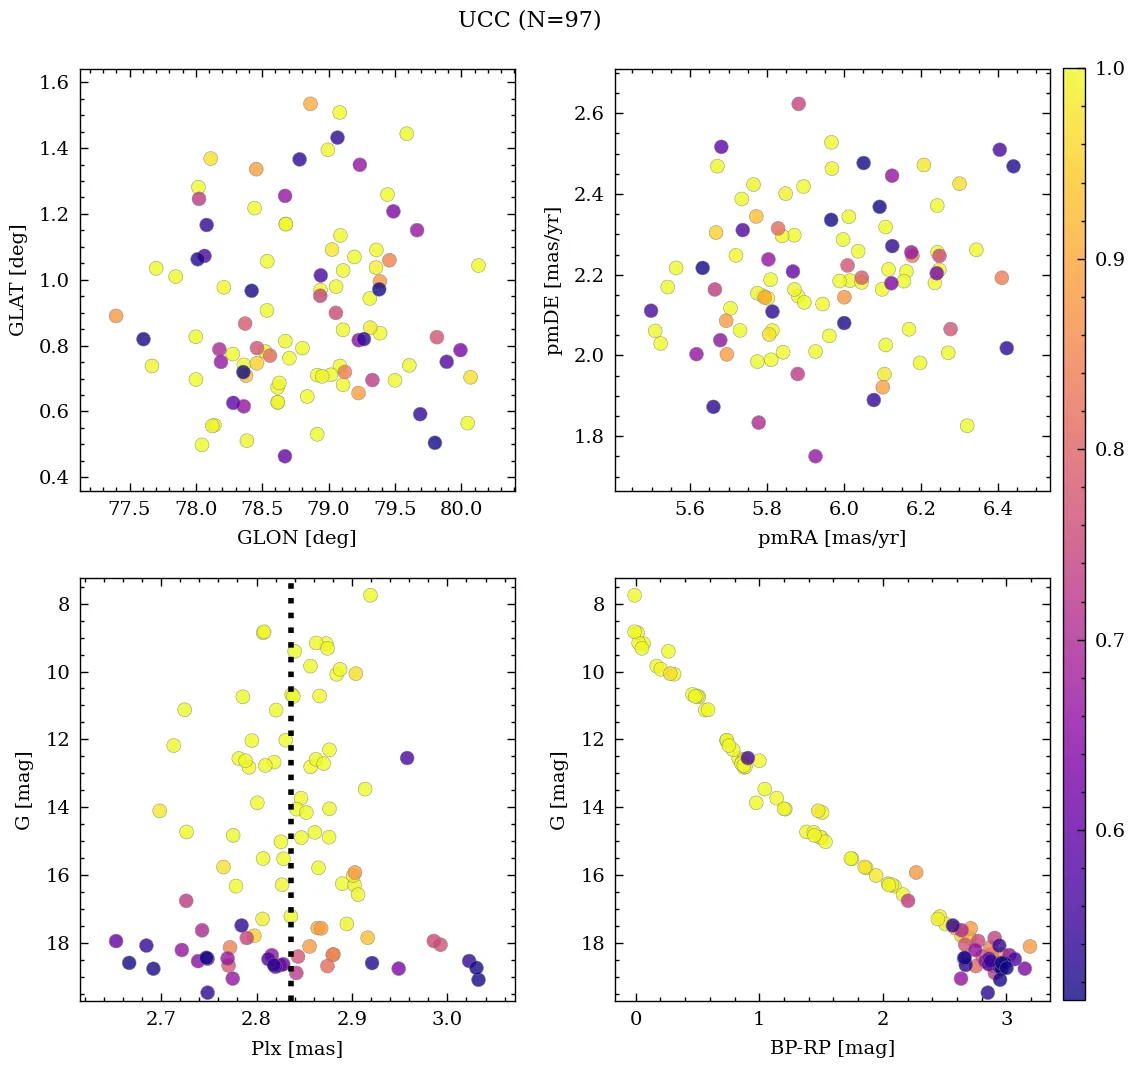 UCC (N=97)
1.6
1.4
1.2
1.0
0.8
0.6
0.4
GLAT [deg]
77.5 78.0 78.5 79.0 79.5 80.0
GLON [deg]
2.6
2.4
2.2
2.0
1.8
pmDE [mas/yr]
5.6 5.8 6.0 6.2 6.4
pmRA [mas/yr]
1.0
0.9
0.8
0.7
0.6
8
10
12
14
16
18
G [mag]
2.7 2.8 2.9 3.0
Plx [mas]
8
10
12
14
16
18
G [mag]
0 1 2 3
BP-RP [mag]